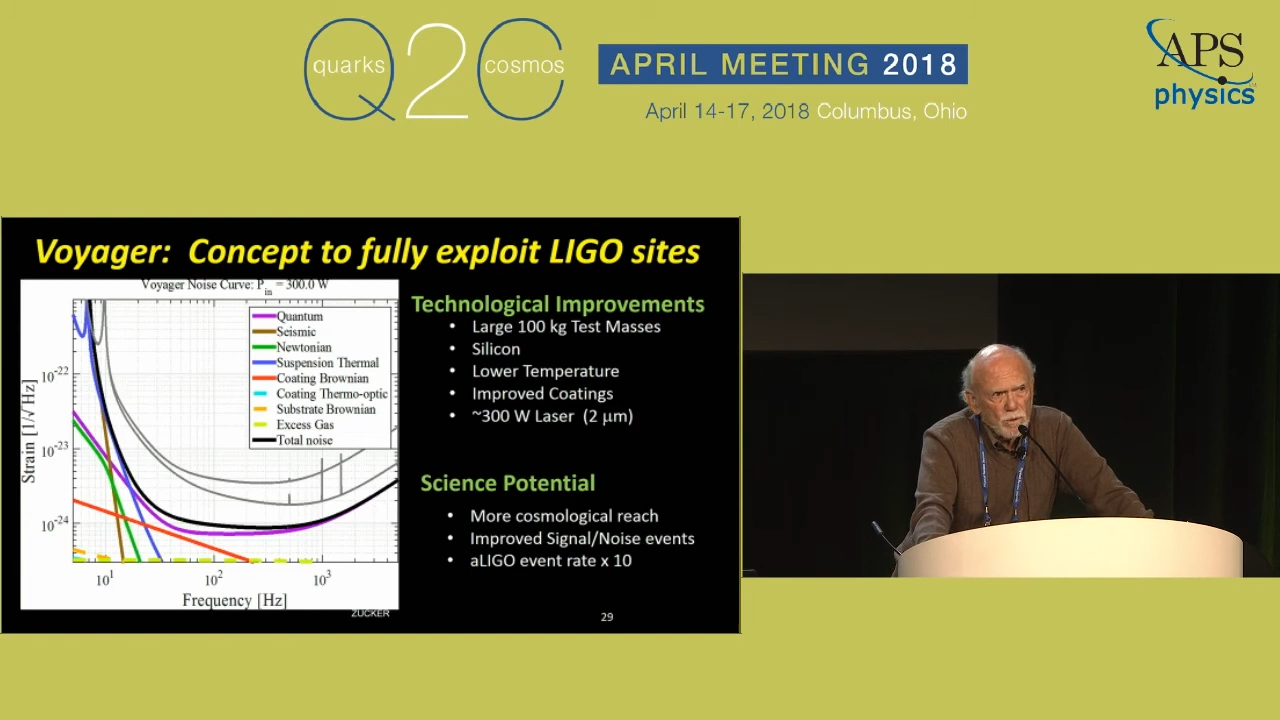 quarks
Q2C
cosmos
APRIL MEETING 2018
April 14-17, 2018 Columbus, Ohio
APS
physics
Voyager: Concept to fully exploit LIGO sites
Voyager Noise Curve: P_in = 300.0 W
Quantum
Seismic
Newtonian
Suspension Thermal
Coating Brownian
Coating Thermo-optic
Substrate Brownian
Excess Gas
Total noise
Strain [1/√Hz]
10^-22
10^-23
10^-24
10^1
10^2
10^3
Frequency [Hz]
ZUCKER
Technological Improvements
• Large 100 kg Test Masses
• Silicon
• Lower Temperature
• Improved Coatings
• ~300 W Laser (2 μm)
Science Potential
• More cosmological reach
• Improved Signal/Noise events
• aLIGO event rate x 10
29